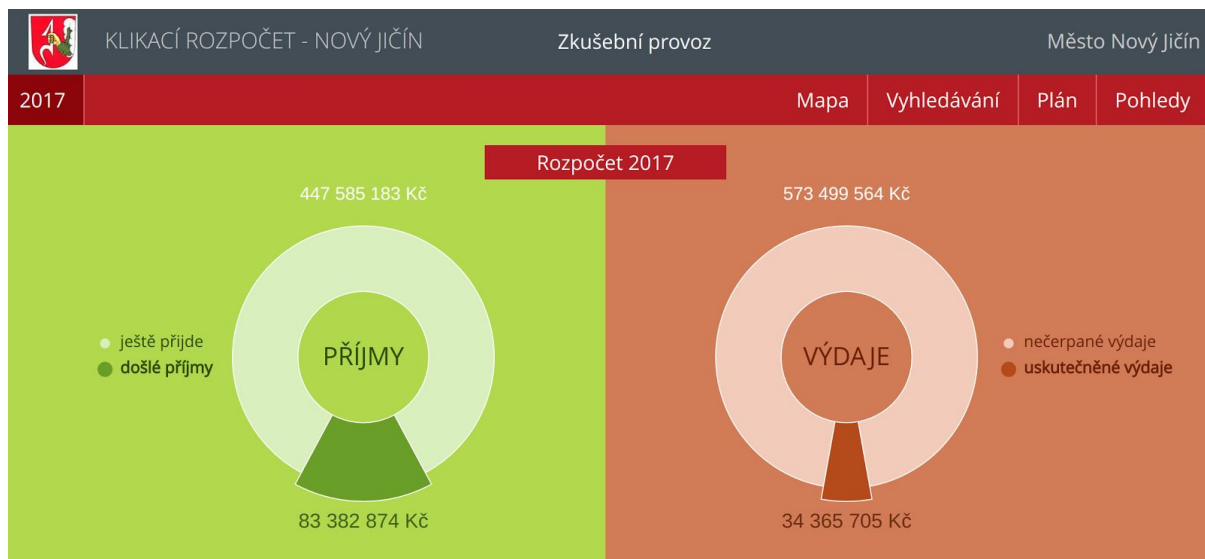 KLIKACÍ ROZPOČET - NOVÝ JIČÍN
Zkušební provoz
Město Nový Jičín
2017
Mapa
Vyhledávání
Plán
Pohledy
Rozpočet 2017
447 585 183 Kč
ještě přijde
došlé příjmy
PŘÍJMY
83 382 874 Kč
573 499 564 Kč
VÝDAJE
nečerpané výdaje
uskutečněné výdaje
34 365 705 Kč